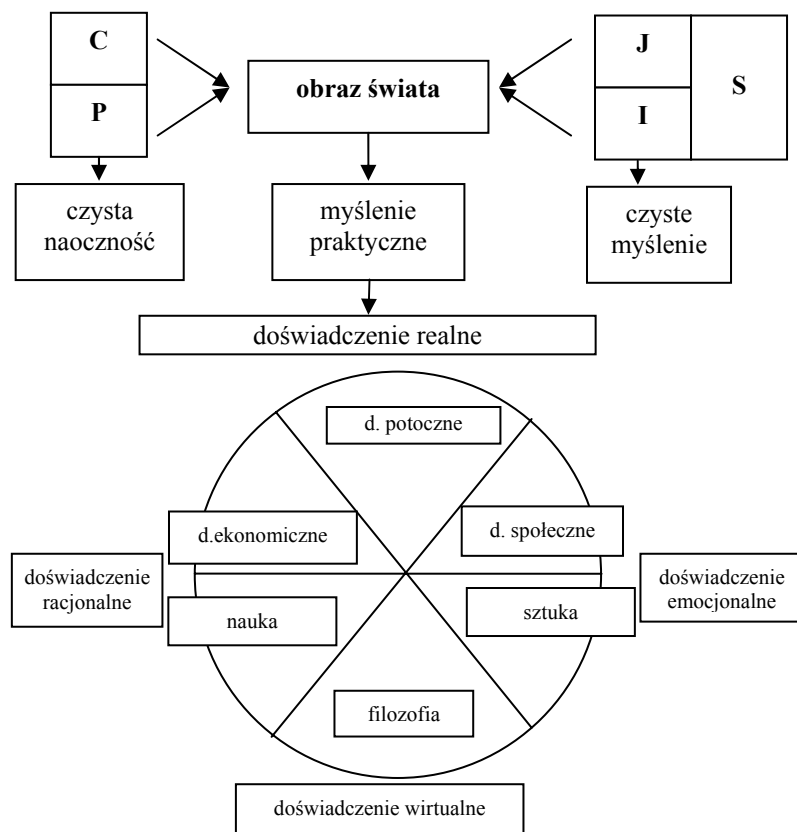 C
P
obraz świata
J
I
S
czysta
naoczność
myślenie
praktyczne
czyste
myślenie
doświadczenie realne
d. potoczne
d.ekonomiczne
d. społeczne
doświadczenie
racjonalne
doświadczenie
emocjonalne
nauka
sztuka
filozofia
doświadczenie wirtualne